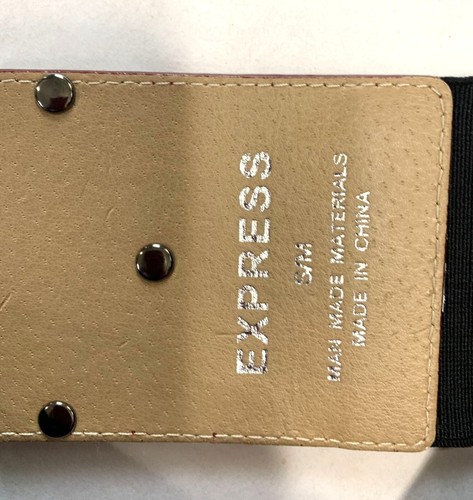 EXPRESS
S/M
MAN MADE MATERIALS
MADE IN CHINA